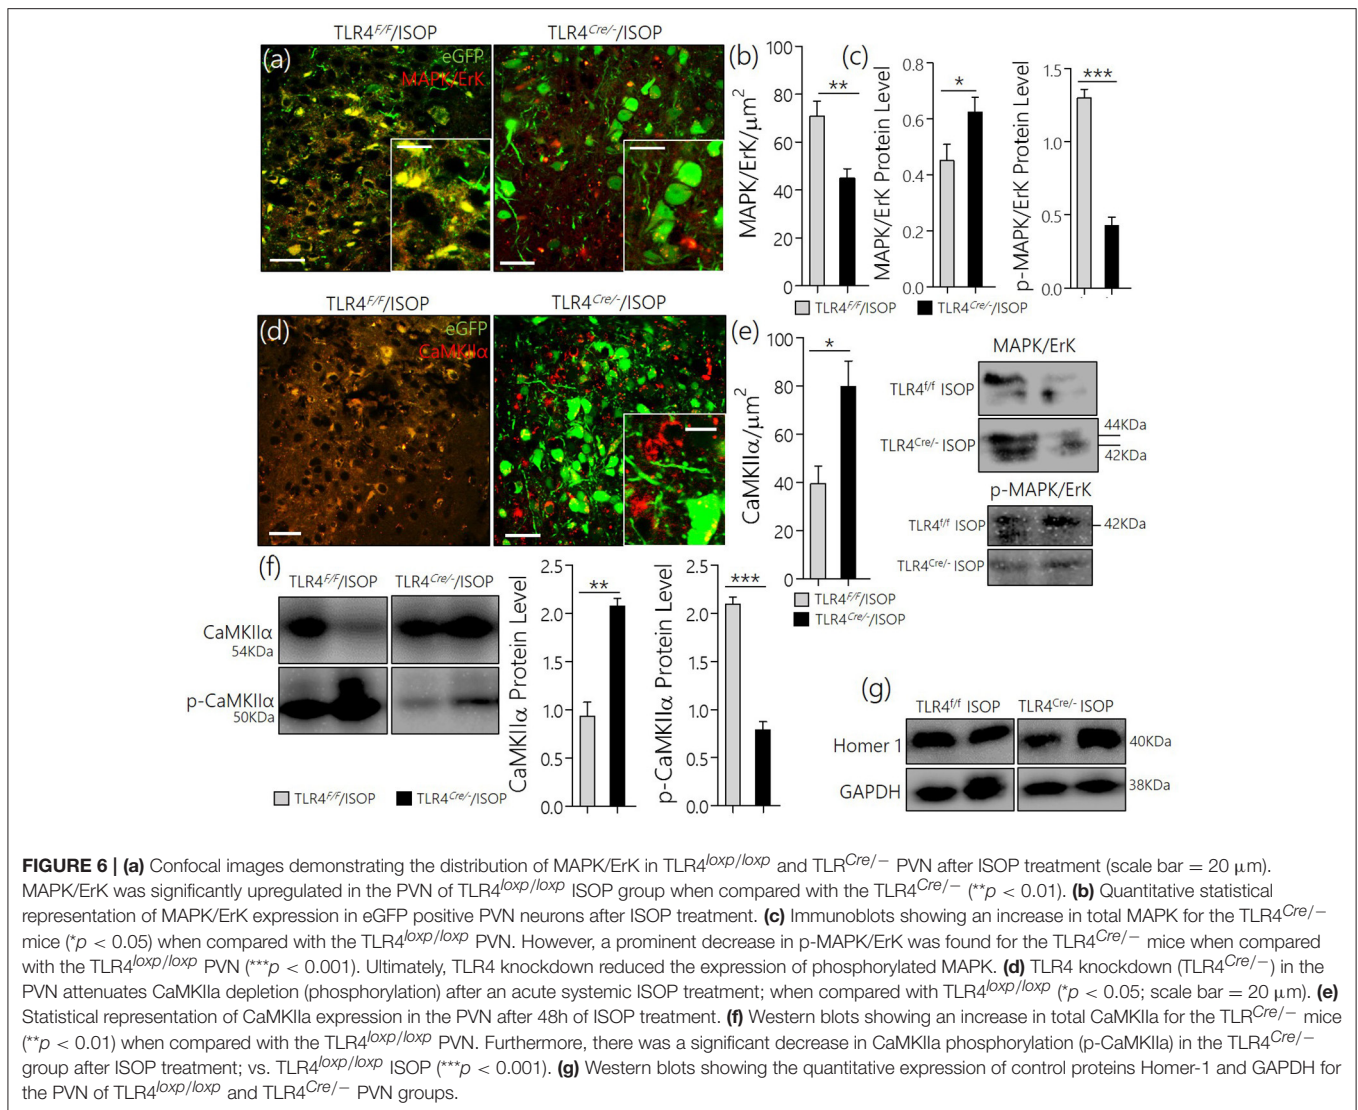 TLR4F/F/ISOP
TLR4Cre/-/ISOP
(a)
eGFP
MAPK/ErK
(b)
MAPK/ErK/μm2
100
80
60
40
20
0
**
(c)
MAPK/ErK Protein Level
0.8
0.6
0.4
0.2
0.0
*
p-MAPK/ErK Protein Level
1.5
1.0
0.5
0.0
***
TLR4F/F/ISOP
TLR4Cre/-/ISOP
TLR4F/F/ISOP
TLR4Cre/-/ISOP
(d)
eGFP
CaMKIIα
(e)
CaMKIIα/μm2
100
80
60
40
20
0
*
TLR4F/F/ISOP
TLR4Cre/-/ISOP
MAPK/ErK
TLR4f/f ISOP
TLR4Cre/- ISOP
44KDa
42KDa
p-MAPK/ErK
TLR4f/f ISOP
42KDa
TLR4Cre/- ISOP
(f)
TLR4F/F/ISOP
TLR4Cre/-/ISOP
CaMKIIα
54KDa
p-CaMKIIα
50KDa
CaMKIIα Protein Level
2.5
2.0
1.5
1.0
0.5
0.0
**
p-CaMKIIα Protein Level
2.5
2.0
1.5
1.0
0.5
0.0
***
TLR4F/F/ISOP
TLR4Cre/-/ISOP
(g)
TLR4f/f ISOP
TLR4Cre/- ISOP
Homer 1
40KDa
GAPDH
38KDa
FIGURE 6 | (a) Confocal images demonstrating the distribution of MAPK/ErK in TLR4loxp/loxp and TLRCre/− PVN after ISOP treatment (scale bar = 20 μm).
MAPK/ErK was significantly upregulated in the PVN of TLR4loxp/loxp ISOP group when compared with the TLR4Cre/− (**p < 0.01). (b) Quantitative statistical
representation of MAPK/ErK expression in eGFP positive PVN neurons after ISOP treatment. (c) Immunoblots showing an increase in total MAPK for the TLR4Cre/−
mice (*p < 0.05) when compared with the TLR4loxp/loxp PVN. However, a prominent decrease in p-MAPK/ErK was found for the TLR4Cre/− mice when compared
with the TLR4loxp/loxp PVN (***p < 0.001). Ultimately, TLR4 knockdown reduced the expression of phosphorylated MAPK. (d) TLR4 knockdown (TLR4Cre/−) in the
PVN attenuates CaMKIIa depletion (phosphorylation) after an acute systemic ISOP treatment; when compared with TLR4loxp/loxp (*p < 0.05; scale bar = 20 μm). (e)
Statistical representation of CaMKIIa expression in the PVN after 48h of ISOP treatment. (f) Western blots showing an increase in total CaMKIIa for the TLRCre/− mice
(**p < 0.01) when compared with the TLR4loxp/loxp PVN. Furthermore, there was a significant decrease in CaMKIIa phosphorylation (p-CaMKIIa) in the TLR4Cre/−
group after ISOP treatment; vs. TLR4loxp/loxp ISOP (***p < 0.001). (g) Western blots showing the quantitative expression of control proteins Homer-1 and GAPDH for
the PVN of TLR4loxp/loxp and TLR4Cre/− PVN groups.